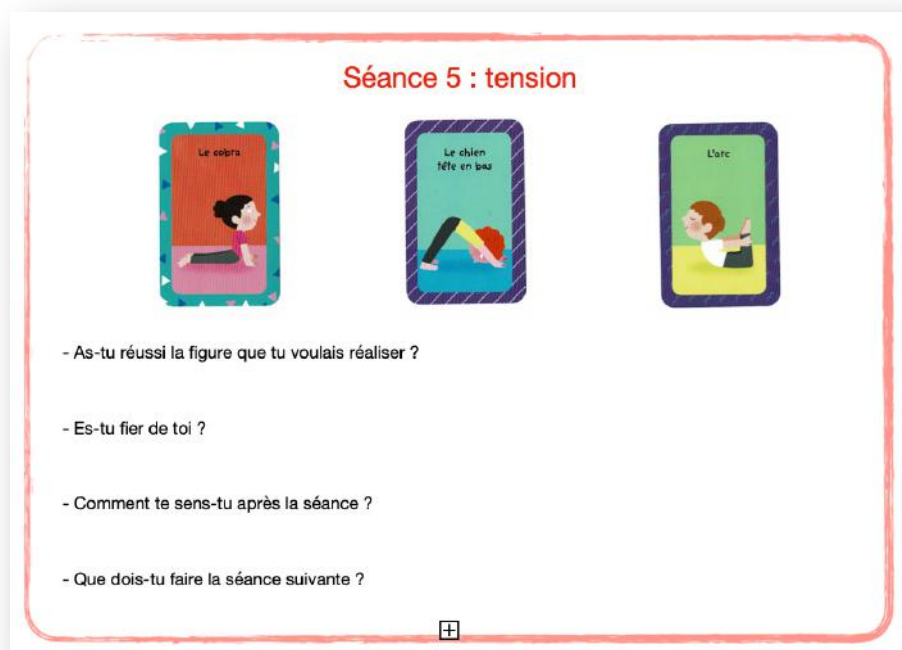 Séance 5 : tension
Le cobra
Le chien
tête en bas
L'arc
- As-tu réussi la figure que tu voulais réaliser ?
- Es-tu fier de toi ?
- Comment te sens-tu après la séance ?
- Que dois-tu faire la séance suivante ?